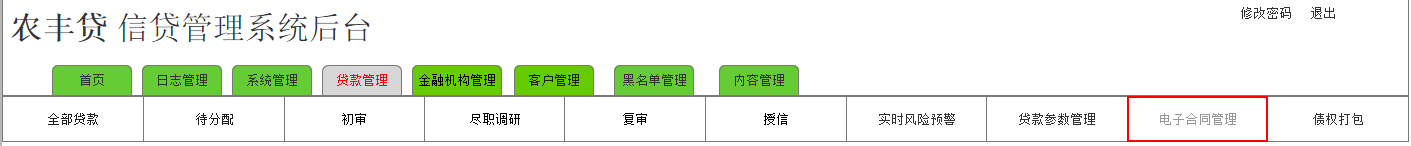 修改密码 退出
农丰贷 信贷管理系统后台
首页 日志管理 系统管理 贷款管理 金融机构管理 客户管理 黑名单管理 内容管理
全部贷款 待分配 初审 尽职调研 复审 授信 实时风险预警 贷款参数管理 电子合同管理 债权打包